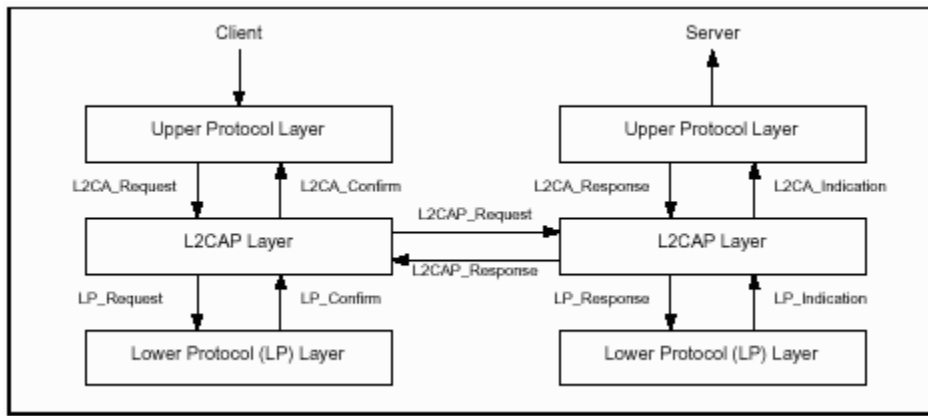 Client Server
Upper Protocol Layer Upper Protocol Layer
L2CA_Request L2CA_Confirm L2CA_Response L2CA_Indication
L2CAP_Request
L2CAP Layer L2CAP Layer
L2CAP_Response
LP_Request LP_Confirm LP_Response LP_Indication
Lower Protocol (LP) Layer Lower Protocol (LP) Layer